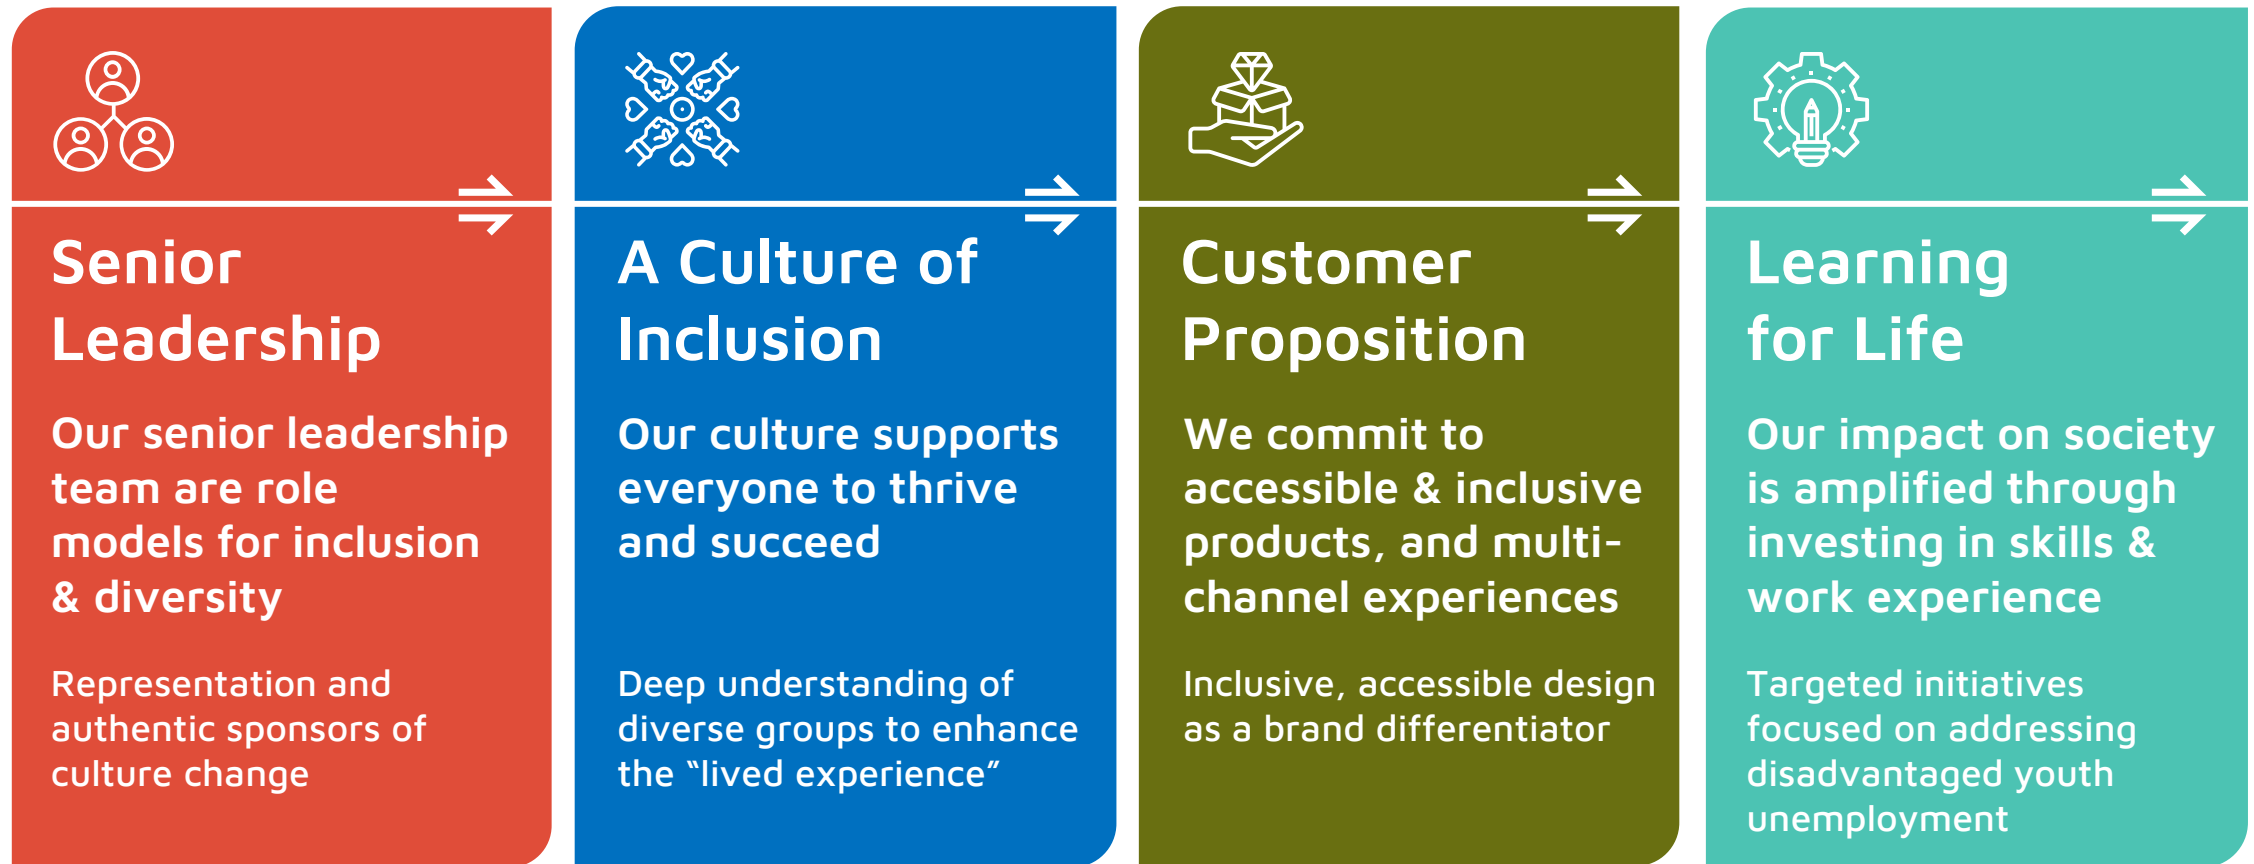 Senior
Leadership
Our senior leadership
team are role
models for inclusion
& diversity
Representation and
authentic sponsors of
culture change
A Culture of
Inclusion
Our culture supports
everyone to thrive
and succeed
Deep understanding of
diverse groups to enhance
the “lived experience”
Customer
Proposition
We commit to
accessible & inclusive
products, and multi-
channel experiences
Inclusive, accessible design
as a brand differentiator
Learning
for Life
Our impact on society
is amplified through
investing in skills &
work experience
Targeted initiatives
focused on addressing
disadvantaged youth
unemployment